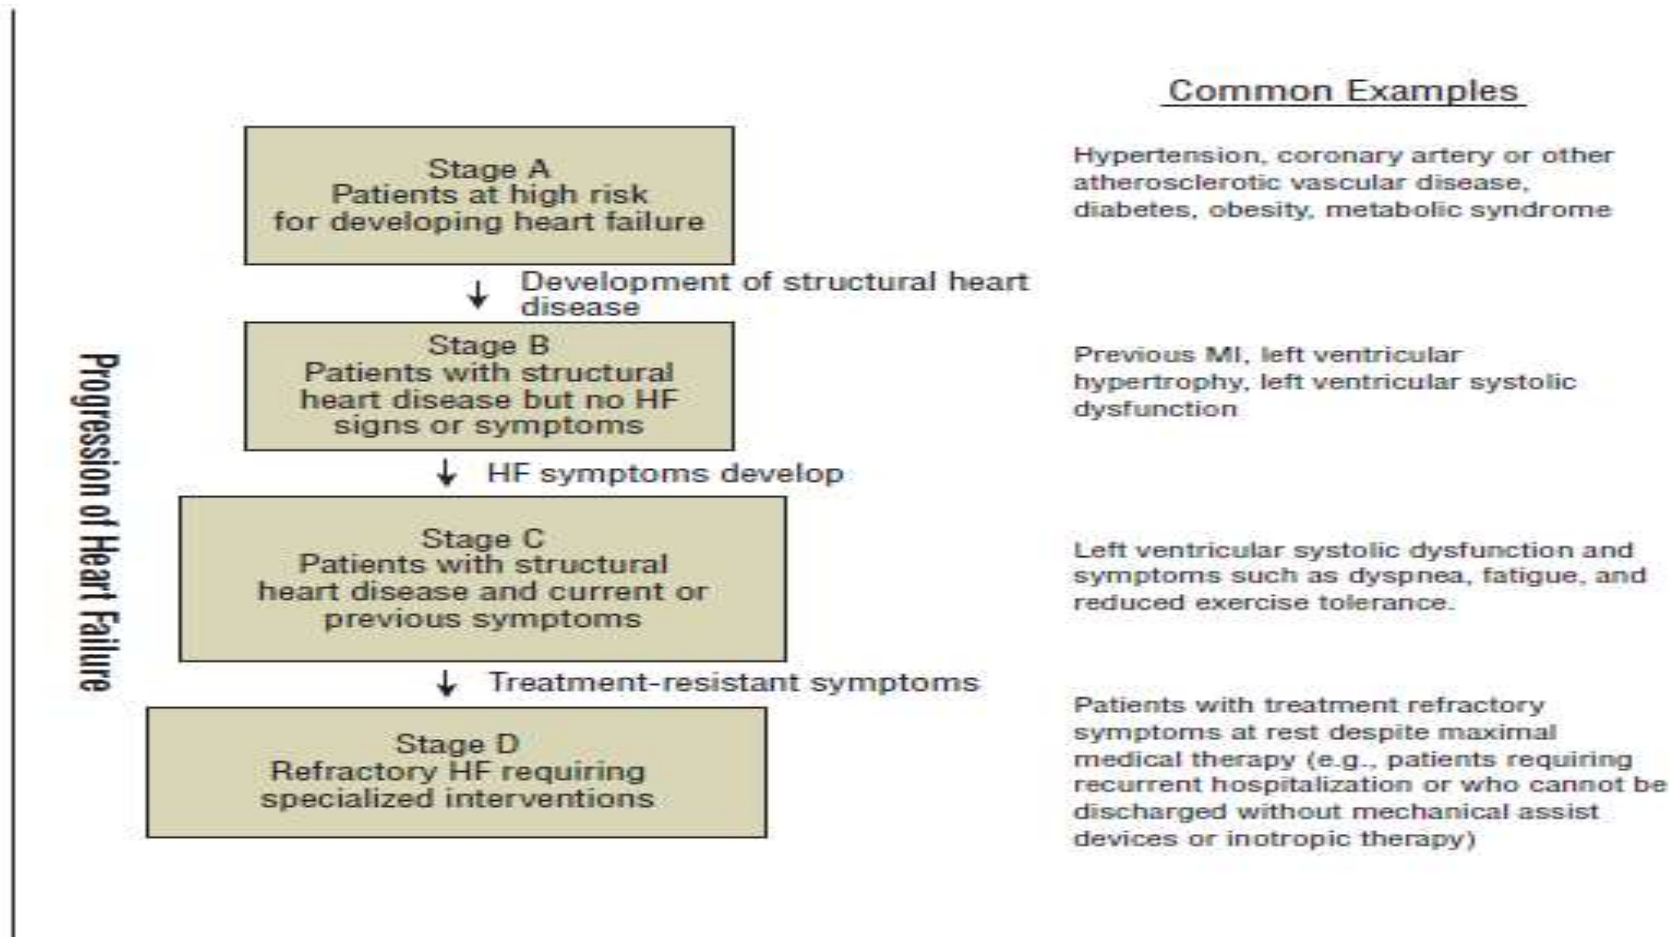 Common Examples
Stage A
Patients at high risk
for developing heart failure
Hypertension, coronary artery or other
atherosclerotic vascular disease,
diabetes, obesity, metabolic syndrome
Development of structural heart
disease
Stage B
Patients with structural
heart disease but no HF
signs or symptoms
Previous MI, left ventricular
hypertrophy, left ventricular systolic
dysfunction
HF symptoms develop
Stage C
Patients with structural
heart disease and current or
previous symptoms
Left ventricular systolic dysfunction and
symptoms such as dyspnea, fatigue, and
reduced exercise tolerance.
Treatment-resistant symptoms
Stage D
Refractory HF requiring
specialized interventions
Patients with treatment refractory
symptoms at rest despite maximal
medical therapy (e.g., patients requiring
recurrent hospitalization or who cannot be
discharged without mechanical assist
devices or inotropic therapy)
Progression of Heart Failure